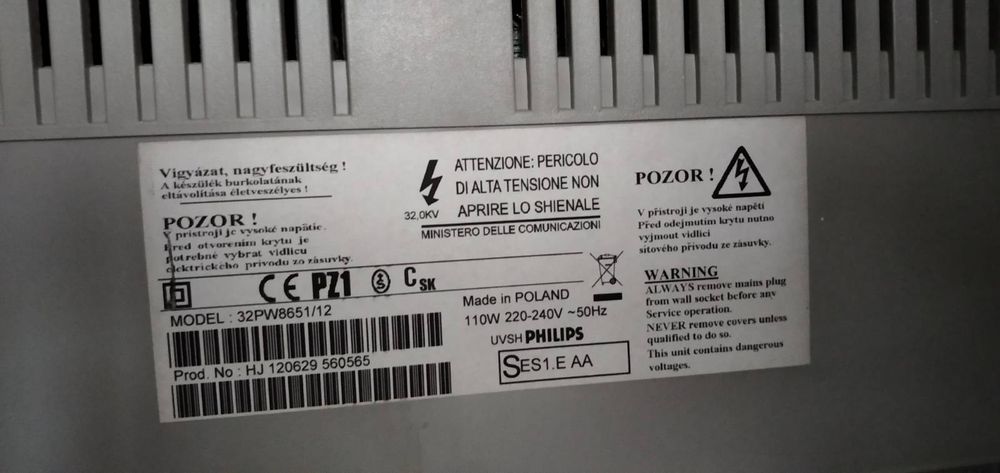 Vigyázat, nagyfeszültség !
A készülék burkolatának
eltávolítása életveszélyes !
POZOR !
V pristroji je vysoké napätie.
Pred otvorením krytu je
potrebné vybrat vidlicu
elektrického privodu zo zásuvky.
32,0KV
ATTENZIONE: PERICOLO
DI ALTA TENSIONE NON
APRIRE LO SHIENALE
MINISTERO DELLE COMUNICAZIONI
POZOR !
V přístroji je vysoké napětí
Před odejmutím krytu nutno
vyjmout vidlici
síťového přívodu ze zásuvky.
CE PZ1 S CSK
MODEL : 32PW8651/12
Prod. No : HJ 120629 560565
Made in POLAND
110W 220-240V ~50Hz
UVSH PHILIPS
SES1.E AA
WARNING
ALWAYS remove mains plug
from wall socket before any
Service operation.
NEVER remove covers unless
qualified to do so.
This unit contains dangerous
voltages.